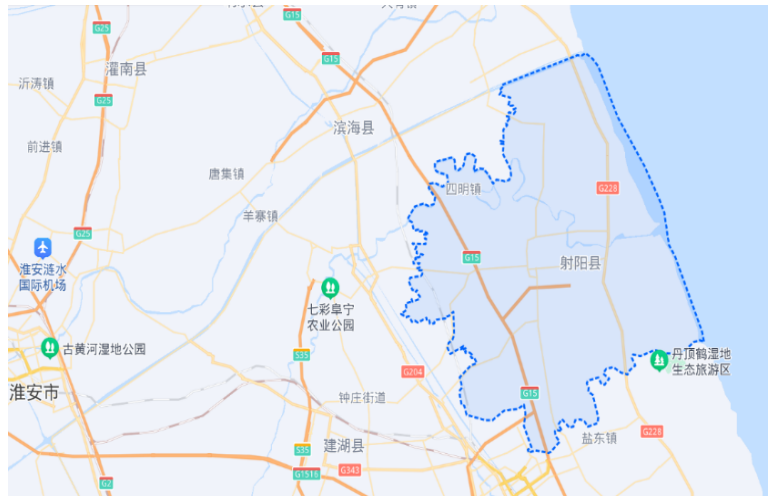 G25
G15
灌南县
沂涛镇
G25
G15
滨海县
前进镇
唐集镇
四明镇
G228
羊寨镇
G25
淮安涟水
国际机场
G15
射阳县
七彩阜宁
农业公园
古黄河湿地公园
S35
丹顶鹤湿地
生态旅游区
G204
淮安市
钟庄街道
G15
G228
盐东镇
建湖县
S35
G343
G1516
G2